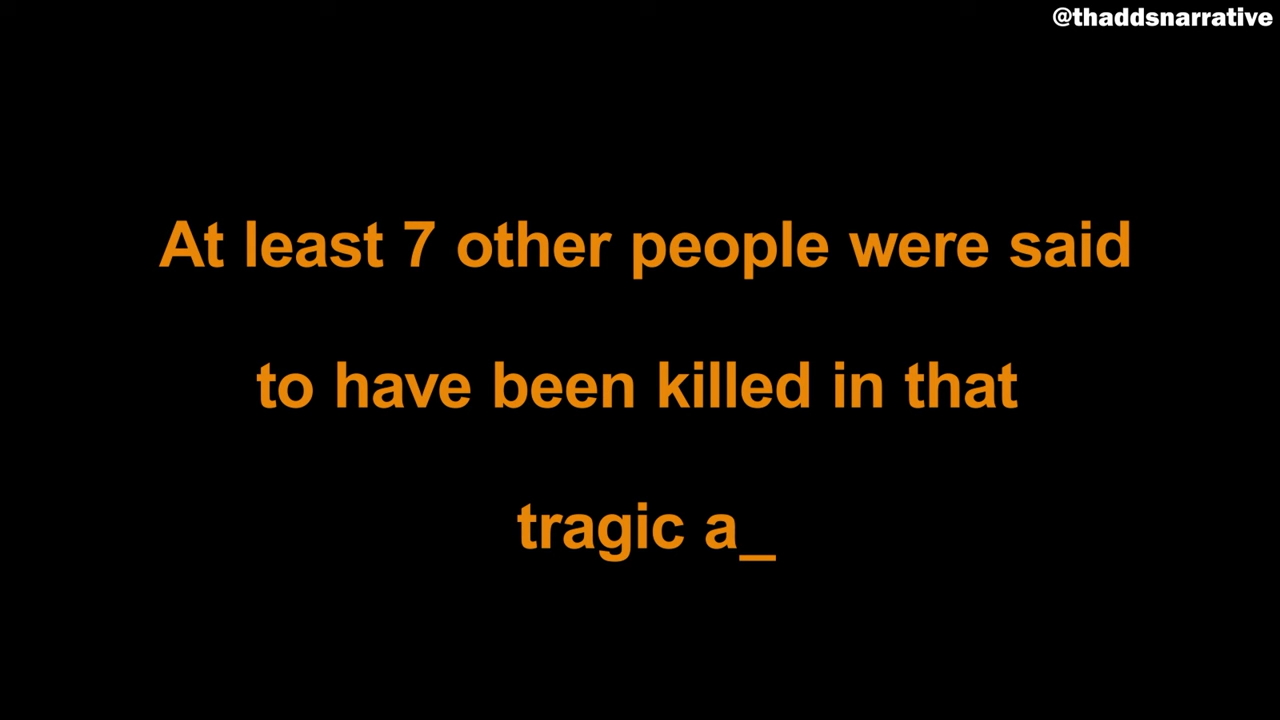 @thaddsnarrative
At least 7 other people were said
to have been killed in that
tragic a_